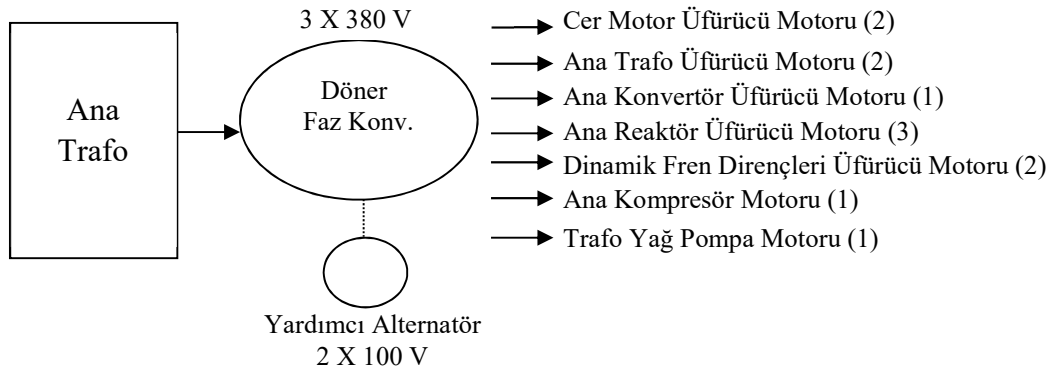 3 X 380 V
Ana
Trafo
Döner
Faz Konv.
Cer Motor Üfürücü Motoru (2)
Ana Trafo Üfürücü Motoru (2)
Ana Konvertör Üfürücü Motoru (1)
Ana Reaktör Üfürücü Motoru (3)
Dinamik Fren Dirençleri Üfürücü Motoru (2)
Ana Kompresör Motoru (1)
Trafo Yağ Pompa Motoru (1)
Yardımcı Alternatör
2 X 100 V